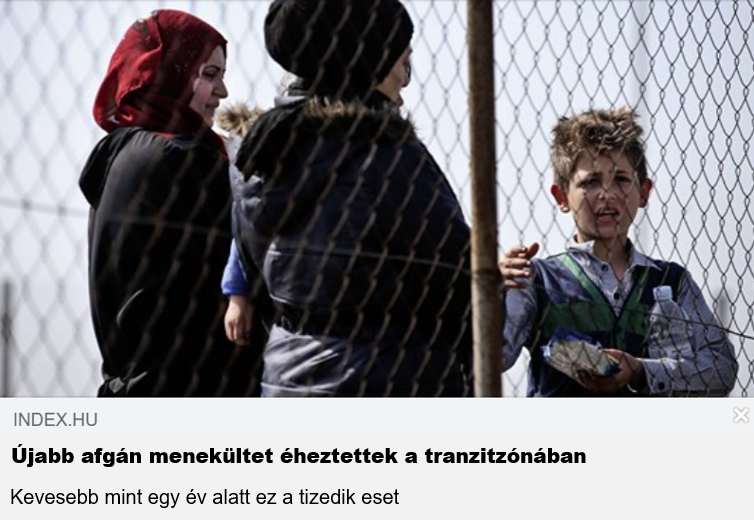 INDEX.HU
Újabb afgán menekültet éheztettek a tranzitzónában
Kevesebb mint egy év alatt ez a tizedik eset